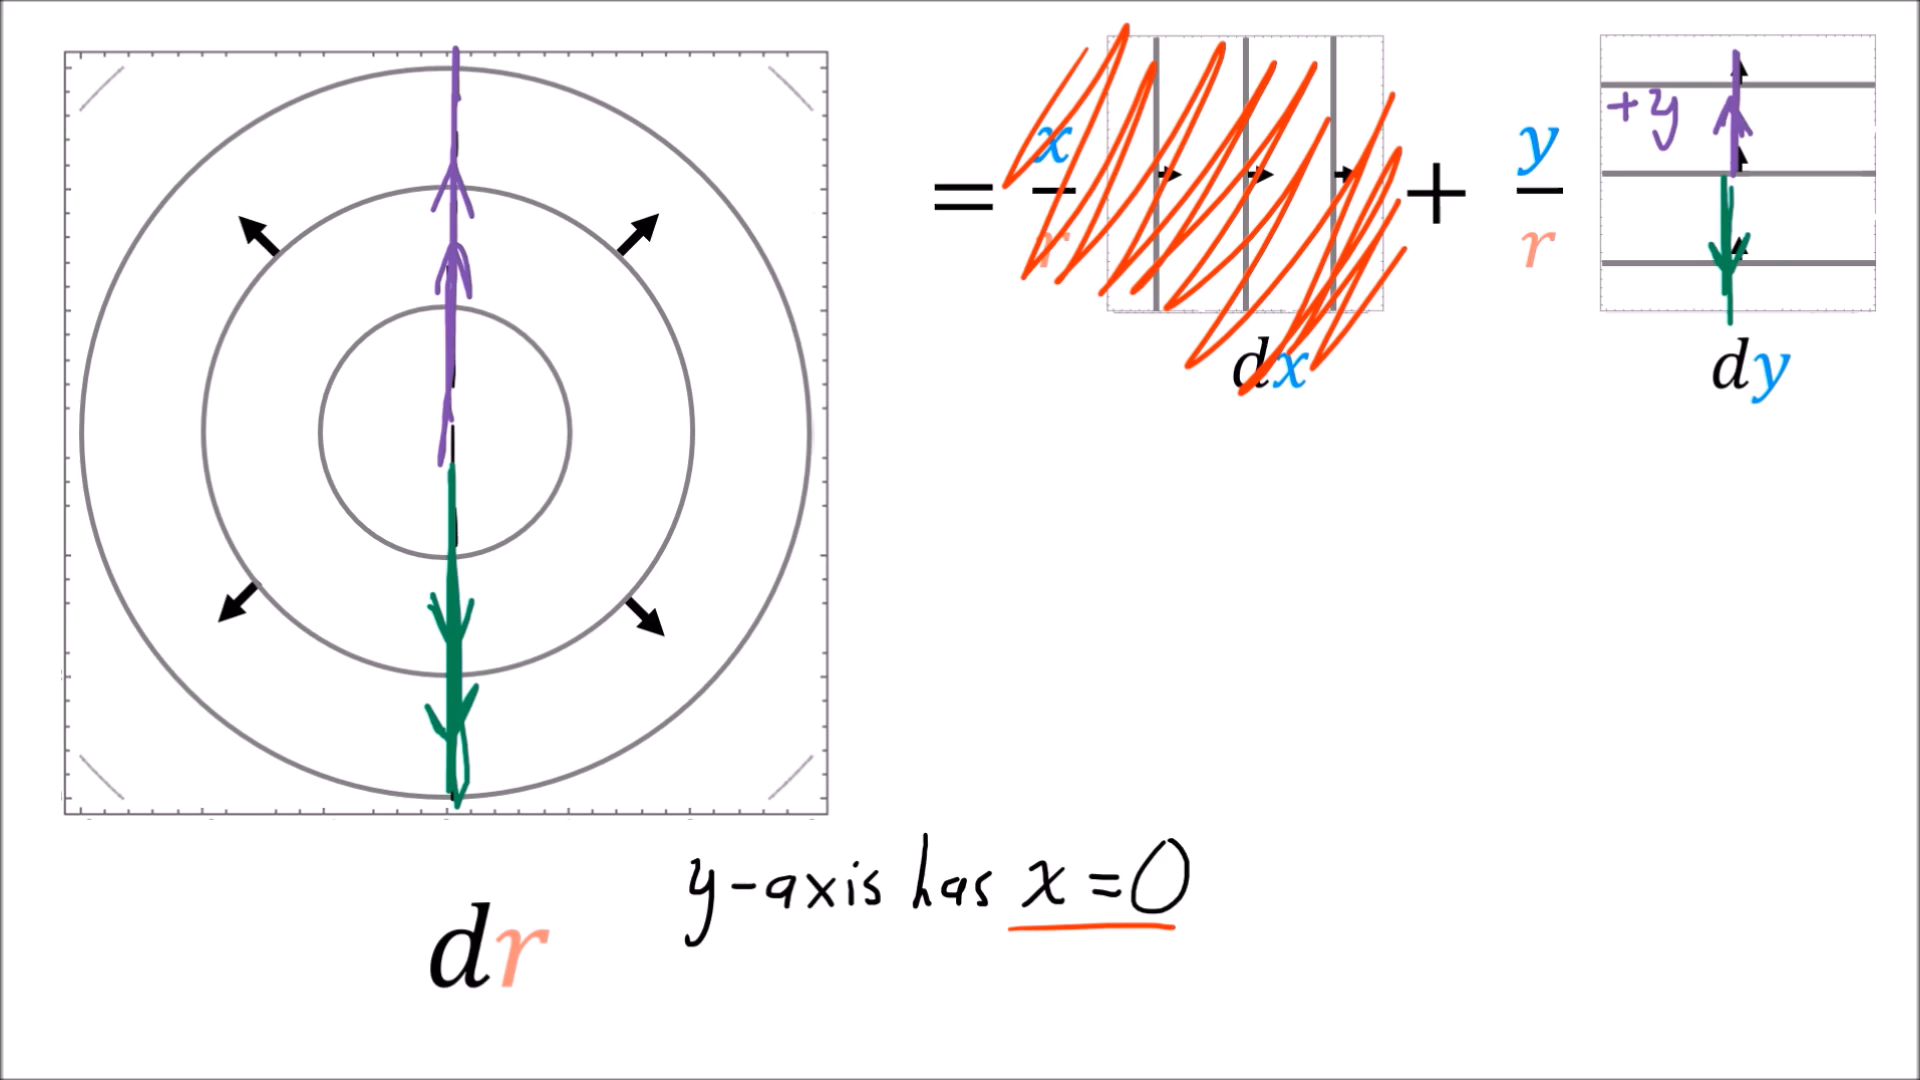 = x/r dx + y/r dy
+y
y-axis has x = 0
dr